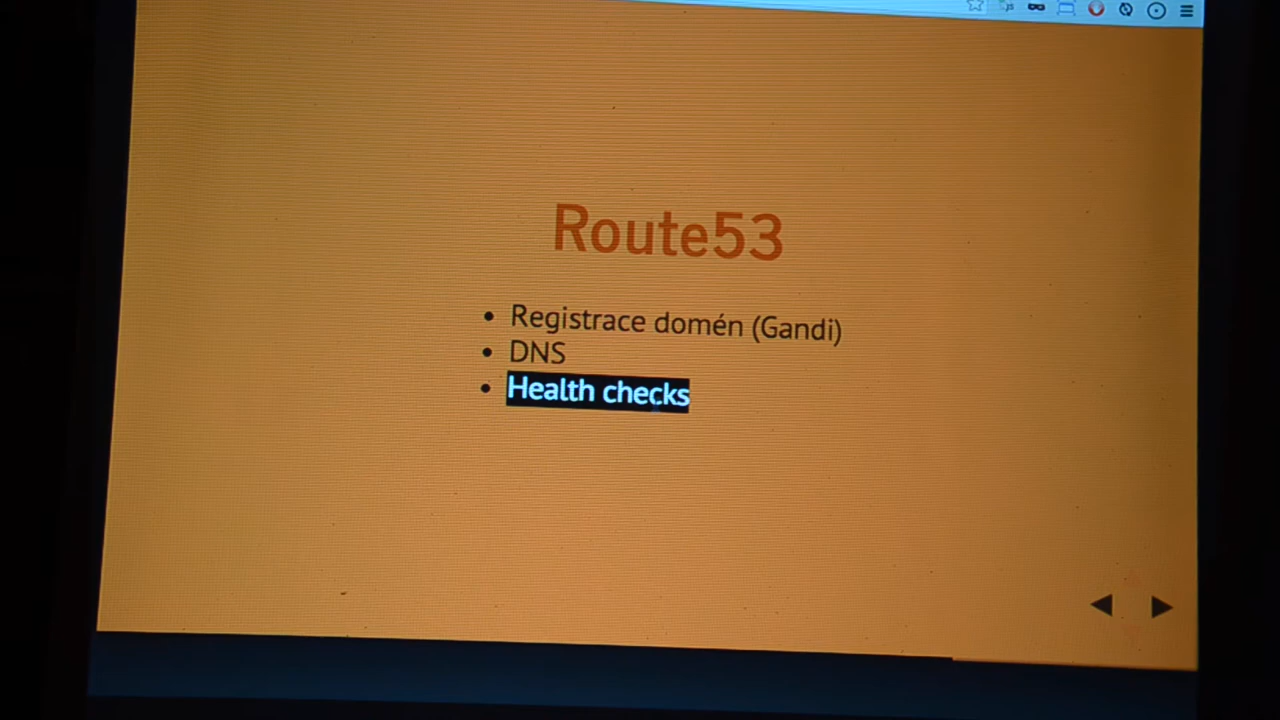 Route53
Registrace domén (Gandi)
DNS
Health checks